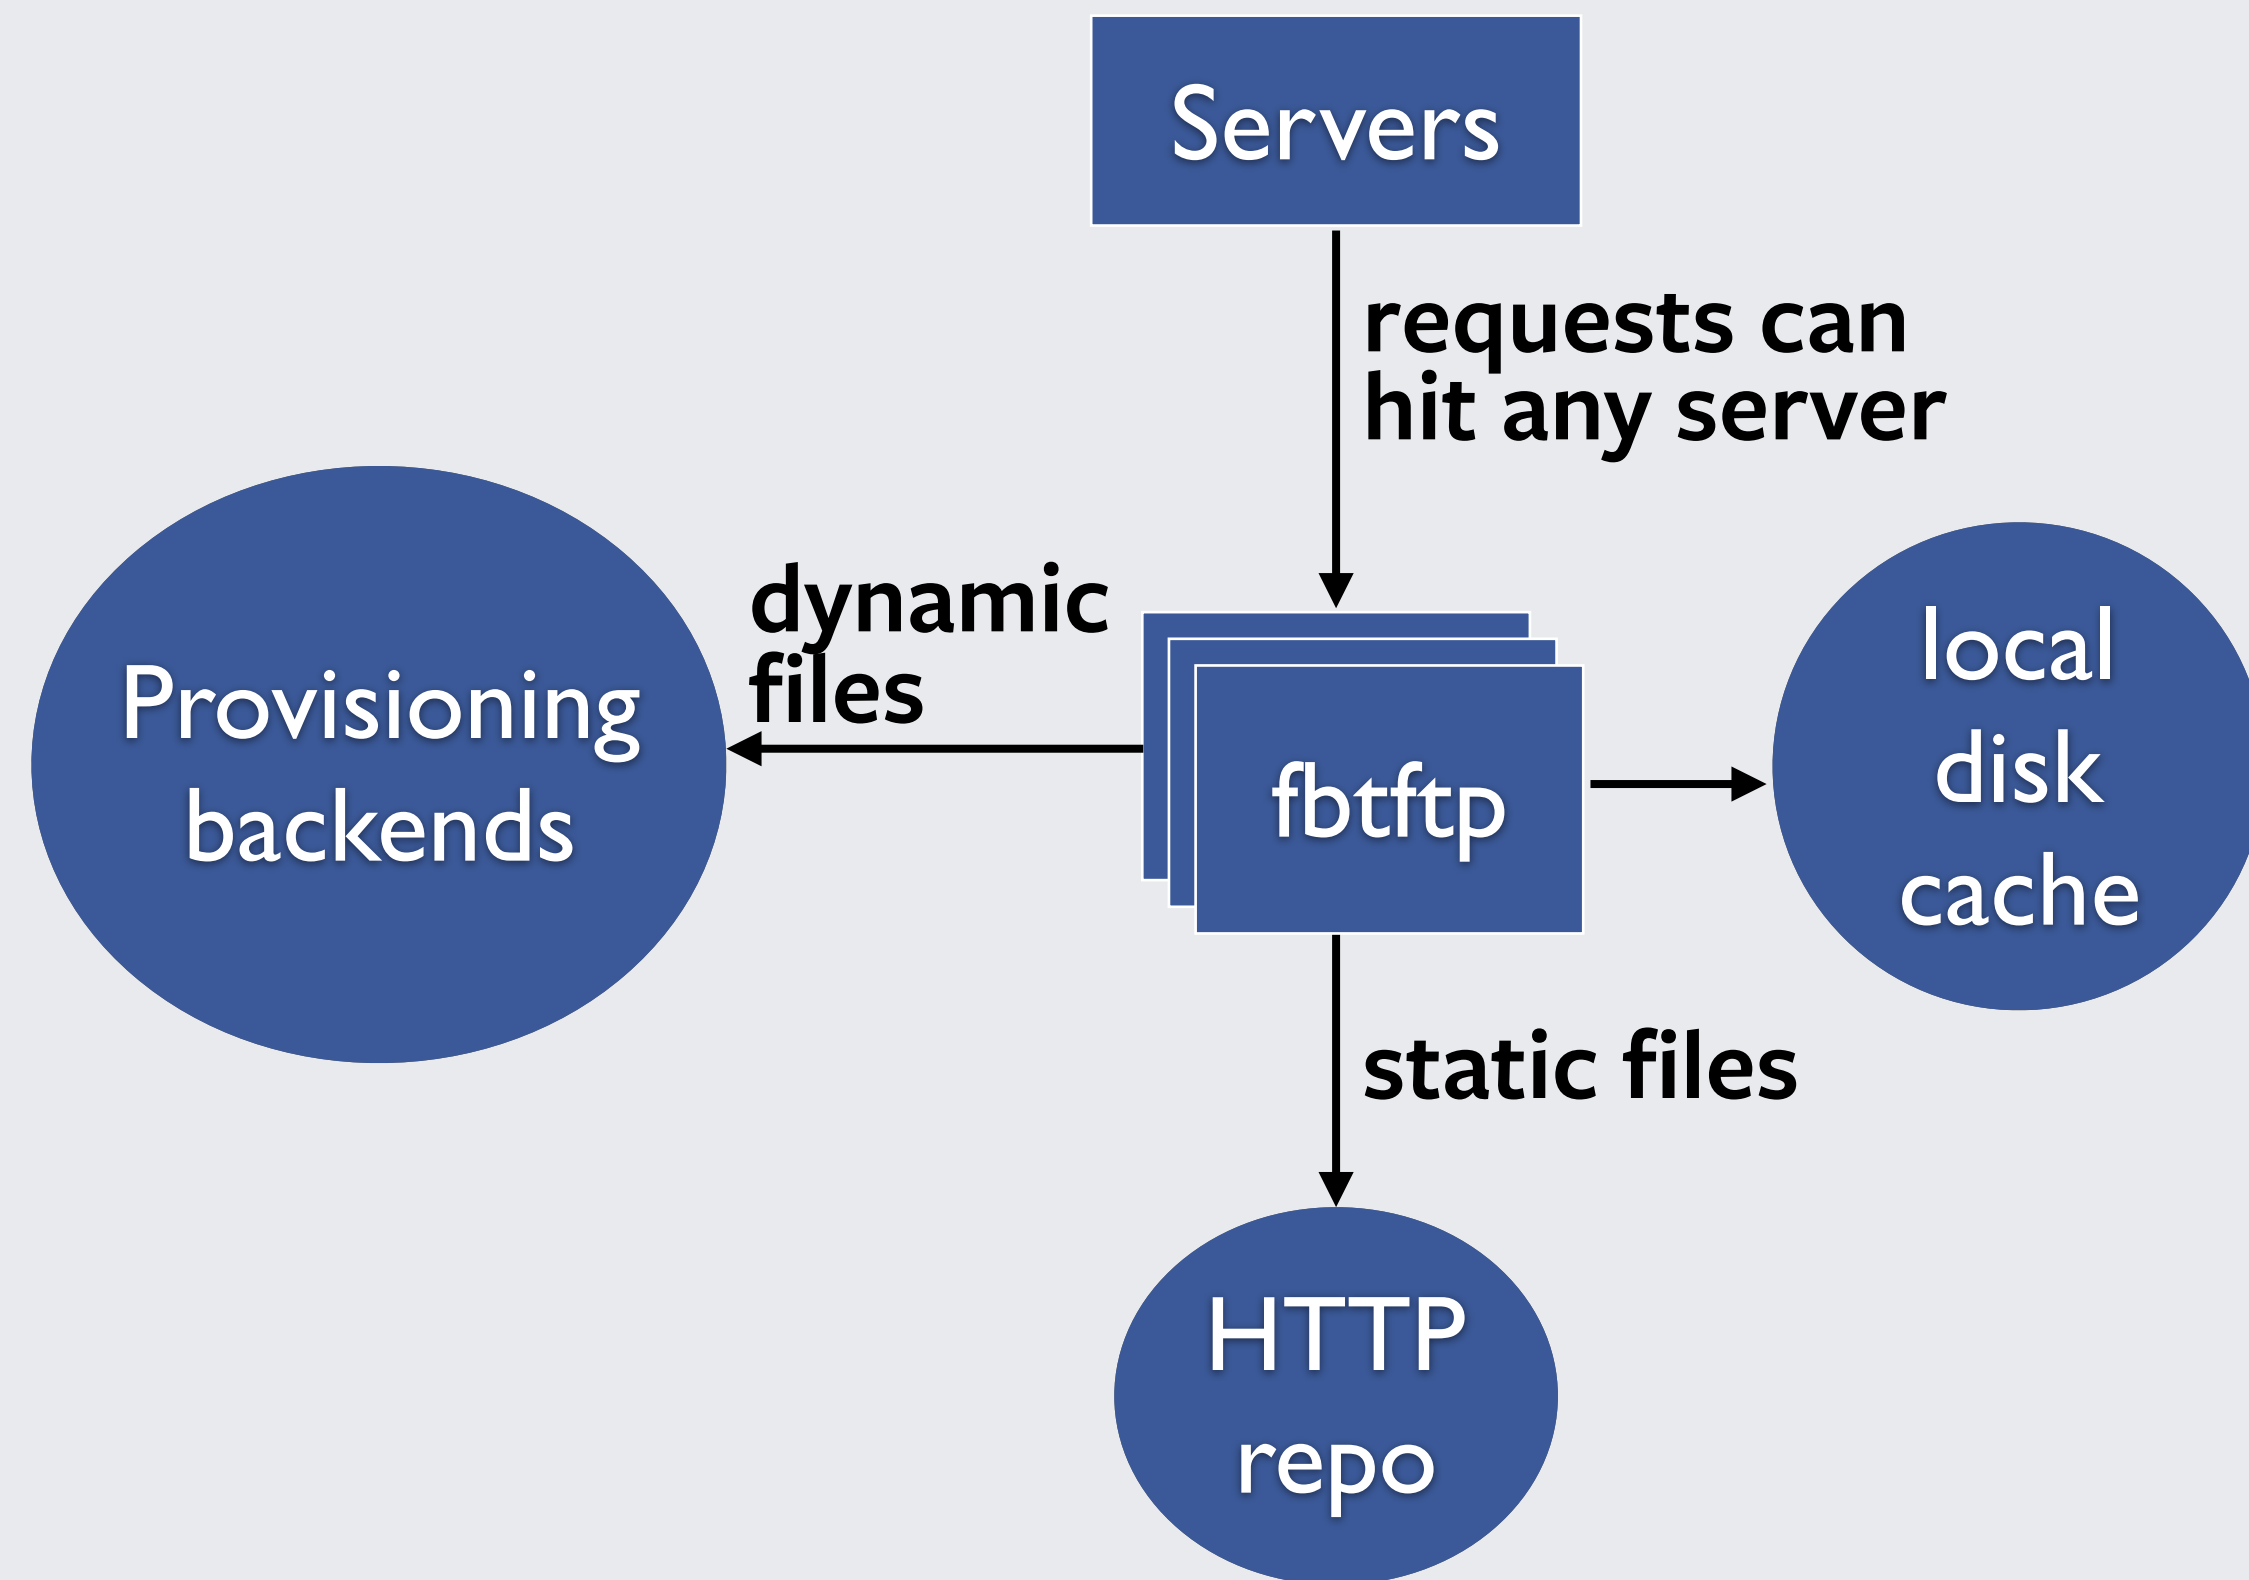 Servers
requests can
hit any server
dynamic
files
Provisioning
backends
fbtftp
local
disk
cache
static files
HTTP
repo